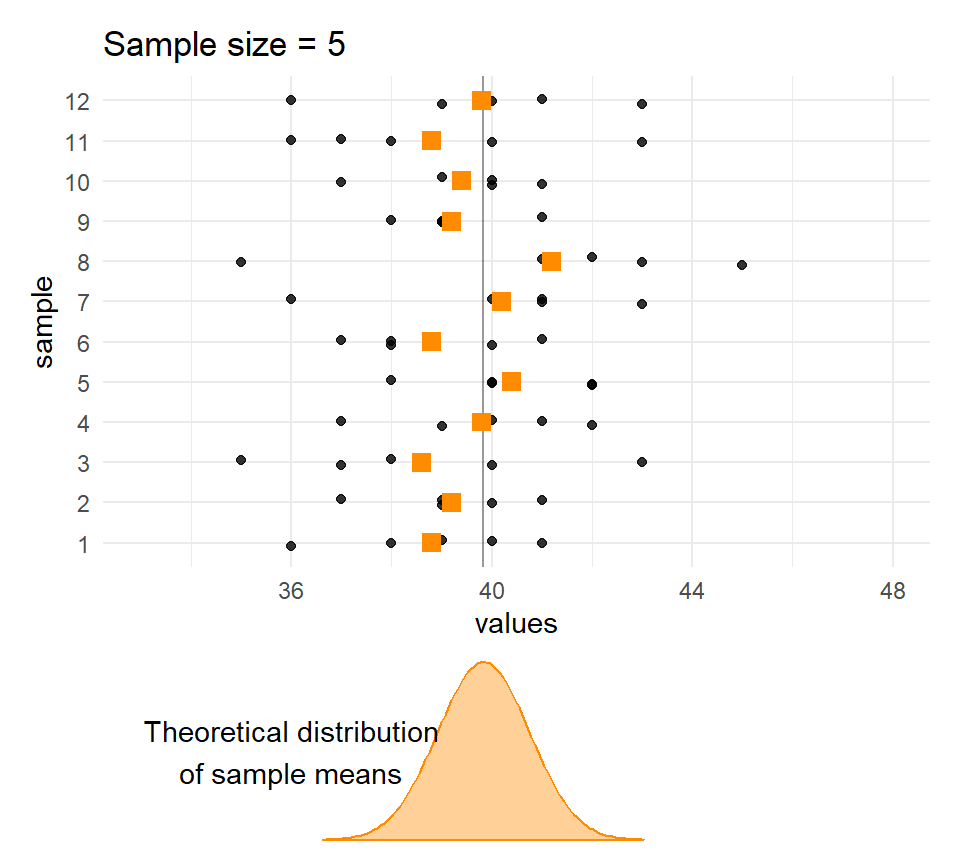 Sample size = 5
12
11
10
9
8
7
6
5
4
3
2
1
sample
36 40 44 48
values
Theoretical distribution
of sample means